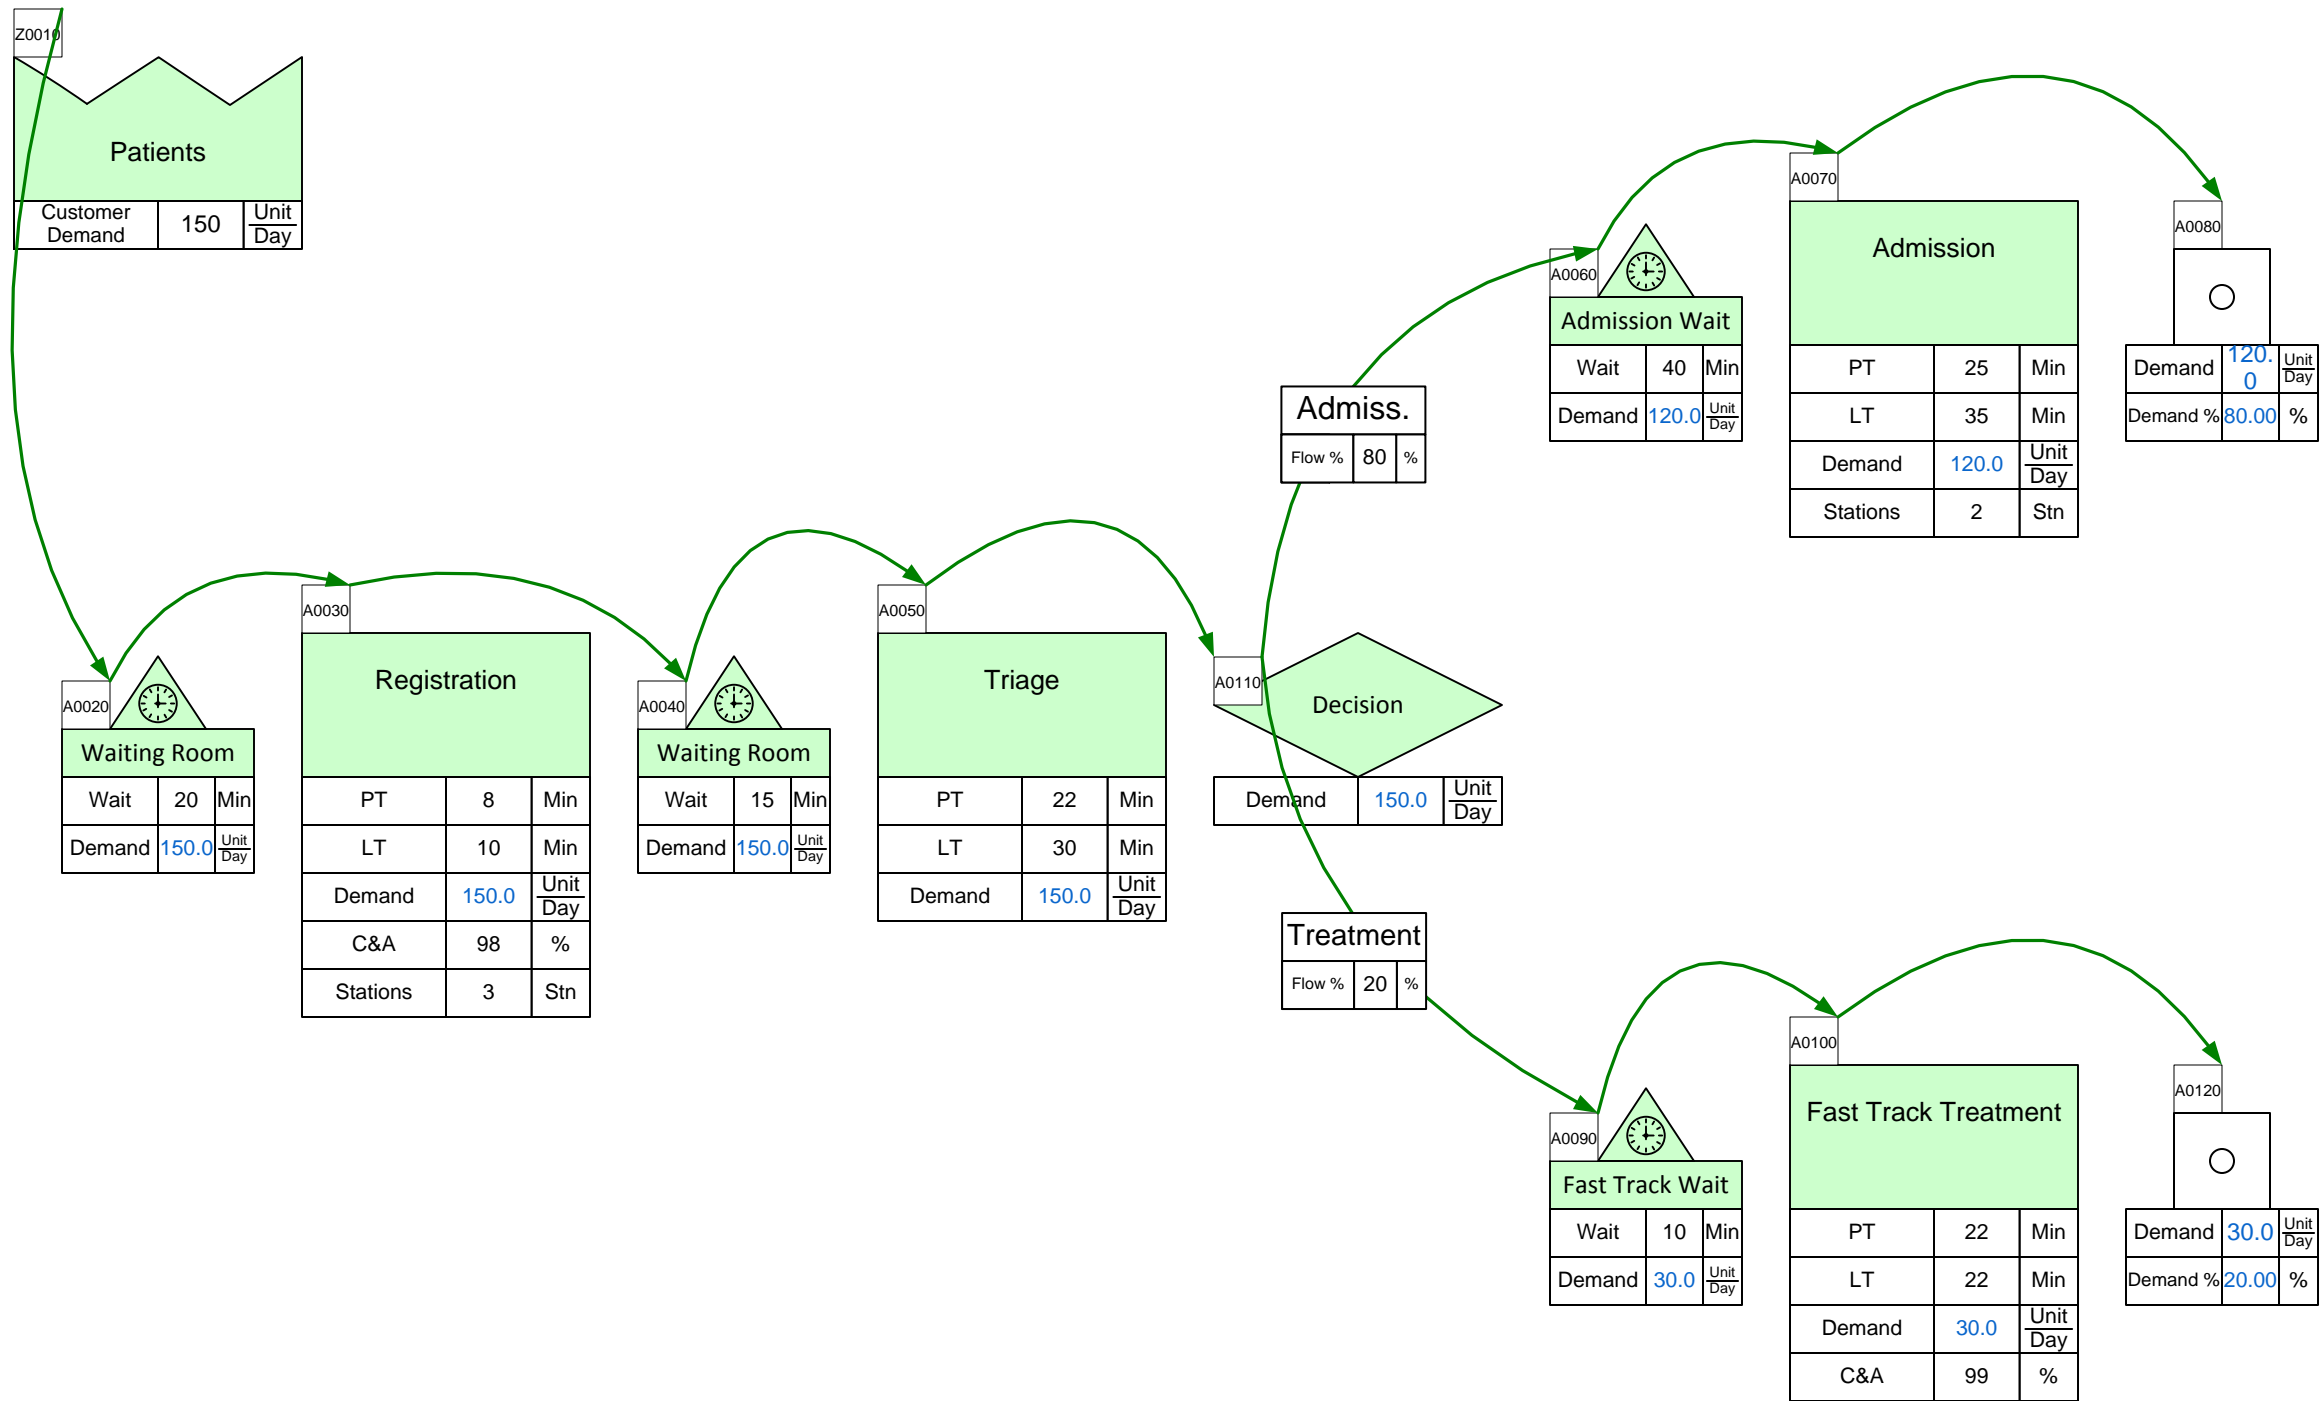 Z0010
Patients
Customer
Demand 150 Unit
Day
A0020
Waiting Room
Wait 20 Min
Demand 150.0 Unit
Day
A0030
Registration
PT 8 Min
LT 10 Min
Demand 150.0 Unit
Day
C&A 98 %
Stations 3 Stn
A0040
Waiting Room
Wait 15 Min
Demand 150.0 Unit
Day
A0050
Triage
PT 22 Min
LT 30 Min
Demand 150.0 Unit
Day
A0110
Decision
Demand 150.0 Unit
Day
Admiss.
Flow % 80 %
A0060
Admission Wait
Wait 40 Min
Demand 120.0 Unit
Day
A0070
Admission
PT 25 Min
LT 35 Min
Demand 120.0 Unit
Day
Stations 2 Stn
A0080
Demand 120.
0 Unit
Day
Demand % 80.00 %
Treatment
Flow % 20 %
A0090
Fast Track Wait
Wait 10 Min
Demand 30.0 Unit
Day
A0100
Fast Track Treatment
PT 22 Min
LT 22 Min
Demand 30.0 Unit
Day
C&A 99 %
A0120
Demand 30.0 Unit
Day
Demand % 20.00 %